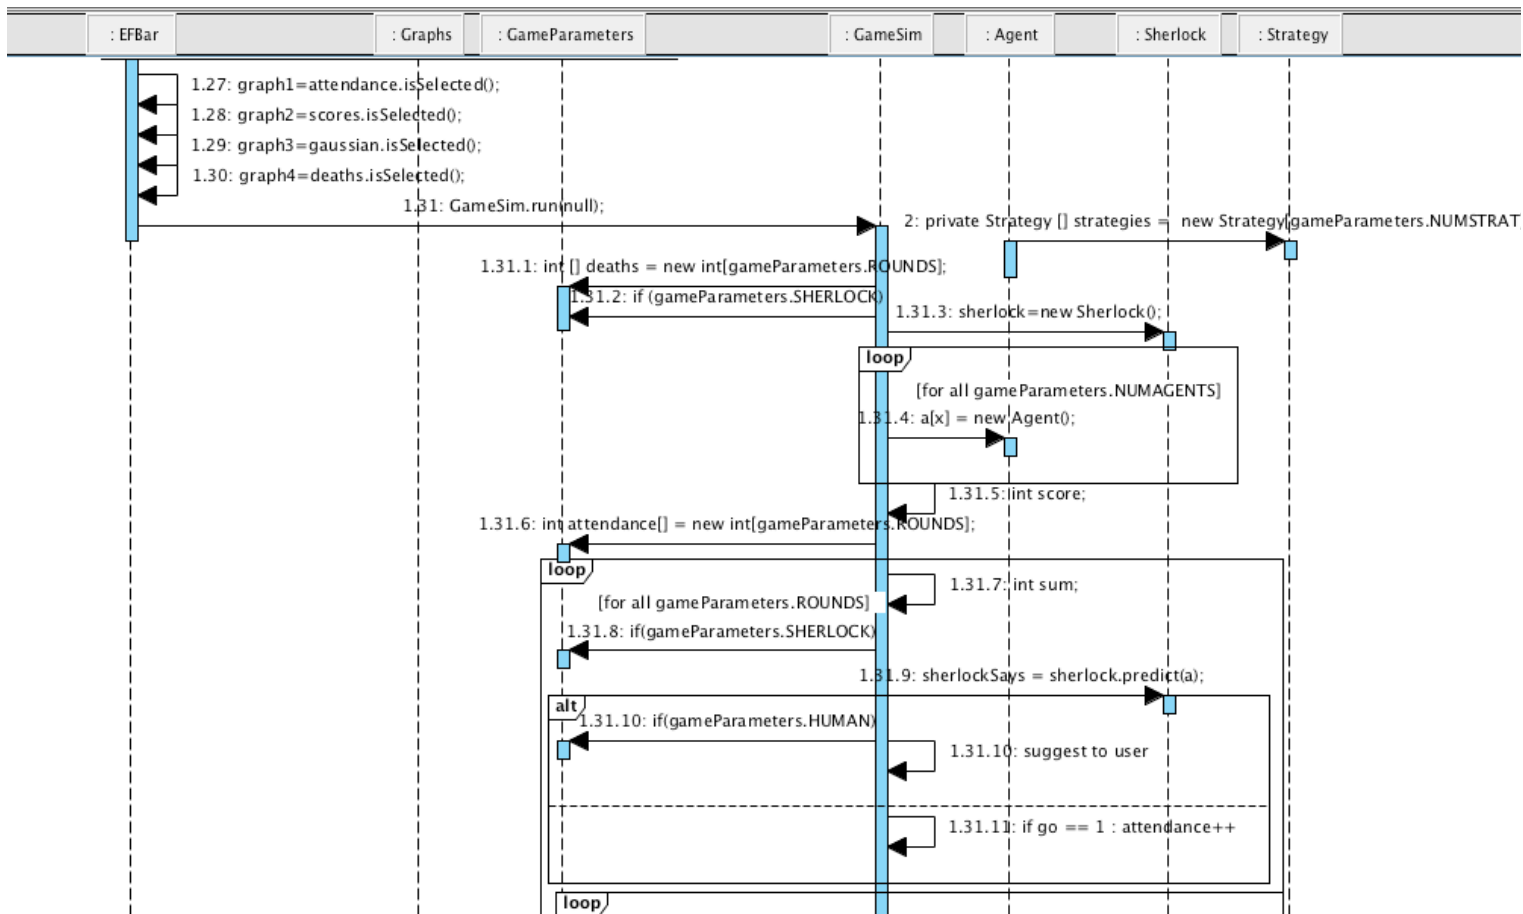 : EFBar
: Graphs
: GameParameters
: GameSim
: Agent
: Sherlock
: Strategy
1.27: graph1=attendance.isSelected();
1.28: graph2=scores.isSelected();
1.29: graph3=gaussian.isSelected();
1.30: graph4=deaths.isSelected();
1.31: GameSim.run(null);
2: private Strategy [] strategies = new Strategy[gameParameters.NUMSTRAT
1.31.1: int [] deaths = new int[gameParameters.ROUNDS];
1.31.2: if (gameParameters.SHERLOCK)
1.31.3: sherlock=new Sherlock();
loop
[for all gameParameters.NUMAGENTS]
1.31.4: a[x] = new Agent();
1.31.5: int score;
1.31.6: int attendance[] = new int[gameParameters.ROUNDS];
loop
1.31.7: int sum;
[for all gameParameters.ROUNDS]
1.31.8: if(gameParameters.SHERLOCK)
1.31.9: sherlockSays = sherlock.predict(a);
alt
1.31.10: if(gameParameters.HUMAN)
1.31.10: suggest to user
1.31.11: if go == 1 : attendance++
loop